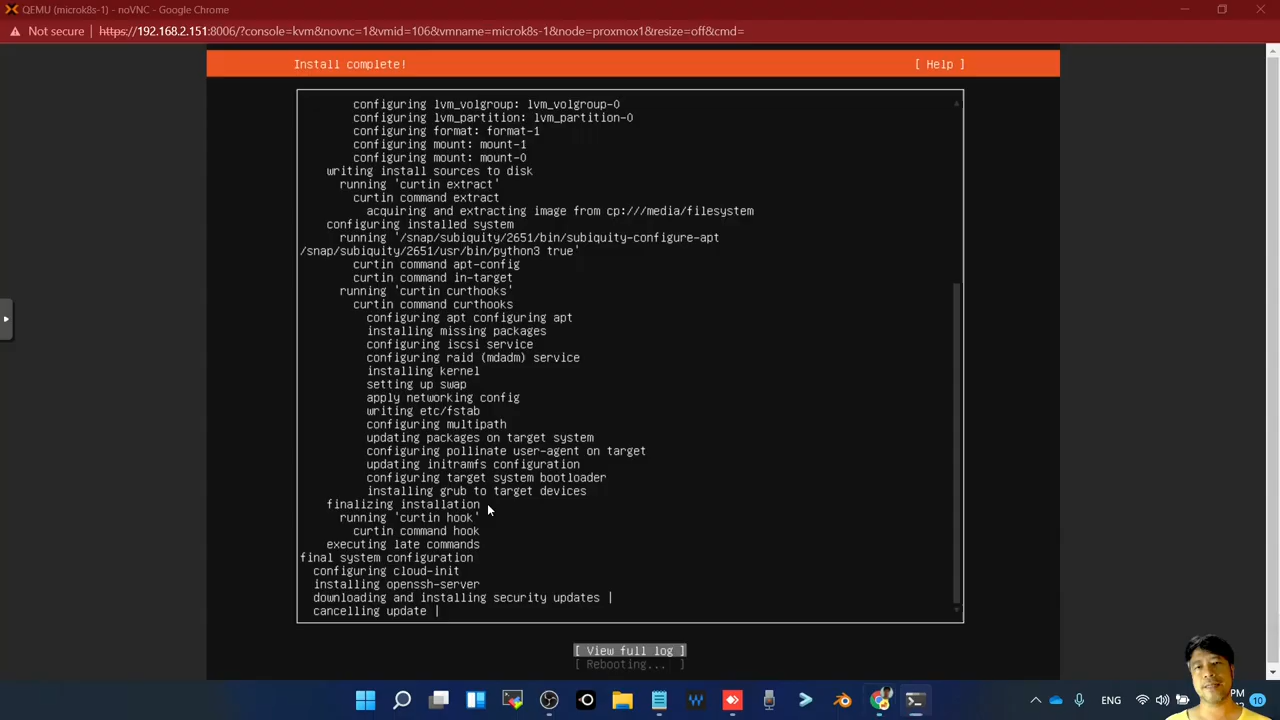 QEMU (microk8s-1) - noVNC - Google Chrome
Not secure | https://192.168.2.151:8006/?console=kvm&novnc=1&vmid=106&vmname=microk8s-1&node=proxmox1&resize=off&cmd=
Install complete! [ Help ]
configuring lvm_volgroup: lvm_volgroup-0
configuring lvm_partition: lvm_partition-0
configuring format: format-1
configuring mount: mount-1
configuring mount: mount-0
writing install sources to disk
running 'curtin extract'
curtin command extract
acquiring and extracting image from cp:///media/filesystem
configuring installed system
running '/snap/subiquity/2651/bin/subiquity-configure-apt
/snap/subiquity/2651/usr/bin/python3 true'
curtin command apt-config
curtin command in-target
running 'curtin curthooks'
curtin command curthooks
configuring apt configuring apt
installing missing packages
configuring iscsi service
configuring raid (mdadm) service
installing kernel
setting up swap
apply networking config
writing etc/fstab
configuring multipath
updating packages on target system
configuring pollinate user-agent on target
updating initramfs configuration
configuring target system bootloader
installing grub to target devices
finalizing installation
running 'curtin hook'
curtin command hook
executing late commands
final system configuration
configuring cloud-init
installing openssh-server
downloading and installing security updates |
cancelling update |
[ View full log ]
[ Rebooting... ]
ENG
PM
10